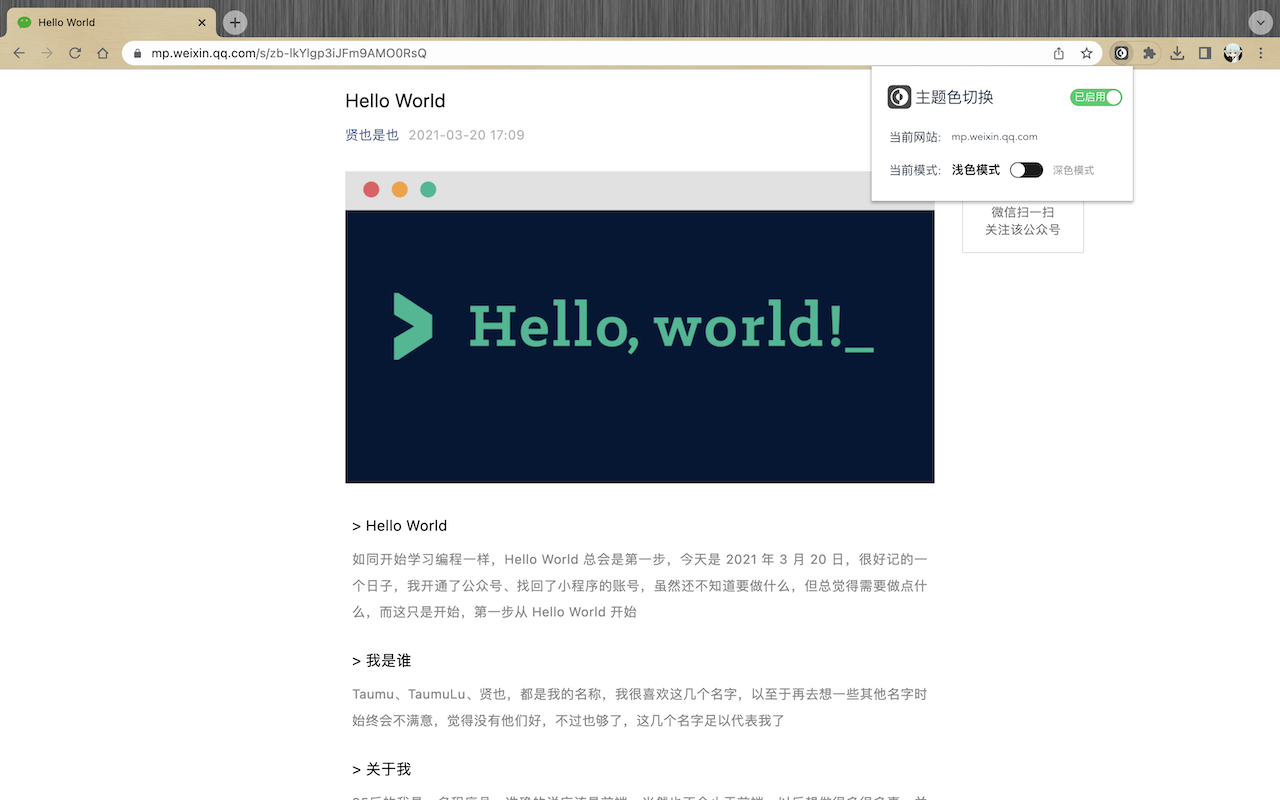 Hello World
mp.weixin.qq.com/s/zb-lkYlgp3iJFm9AMO0RsQ
主题色切换
已启用
当前网站: mp.weixin.qq.com
当前模式: 浅色模式 深色模式
Hello World
贤也是也 2021-03-20 17:09
微信扫一扫
关注该公众号
> Hello, world!_
> Hello World
如同开始学习编程一样，Hello World 总会是第一步，今天是 2021 年 3 月 20 日，很好记的一
个日子，我开通了公众号、找回了小程序的账号，虽然还不知道要做什么，但总觉得需要做点什
么，而这只是开始，第一步从 Hello World 开始
> 我是谁
Taumu、TaumuLu、贤也，都是我的名称，我很喜欢这几个名字，以至于再去想一些其他名字时
始终会不满意，觉得没有他们好，不过也够了，这几个名字足以代表我了
> 关于我